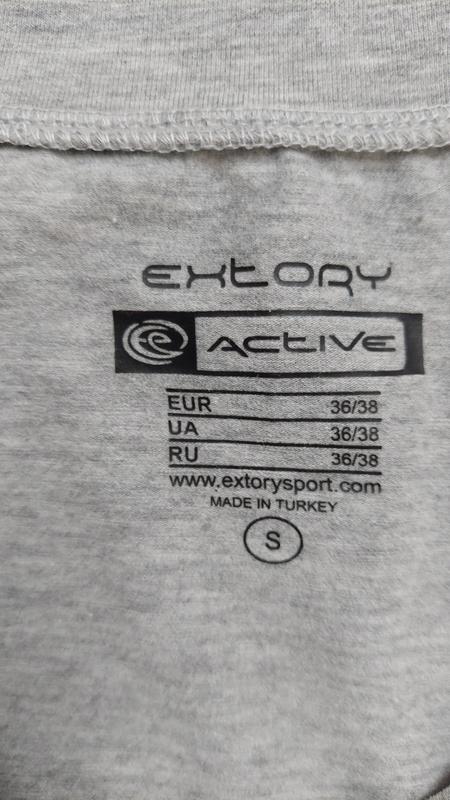 EXTORY
ACTIVE
EUR 36/38
UA 36/38
RU 36/38
www.extorysport.com
MADE IN TURKEY
S